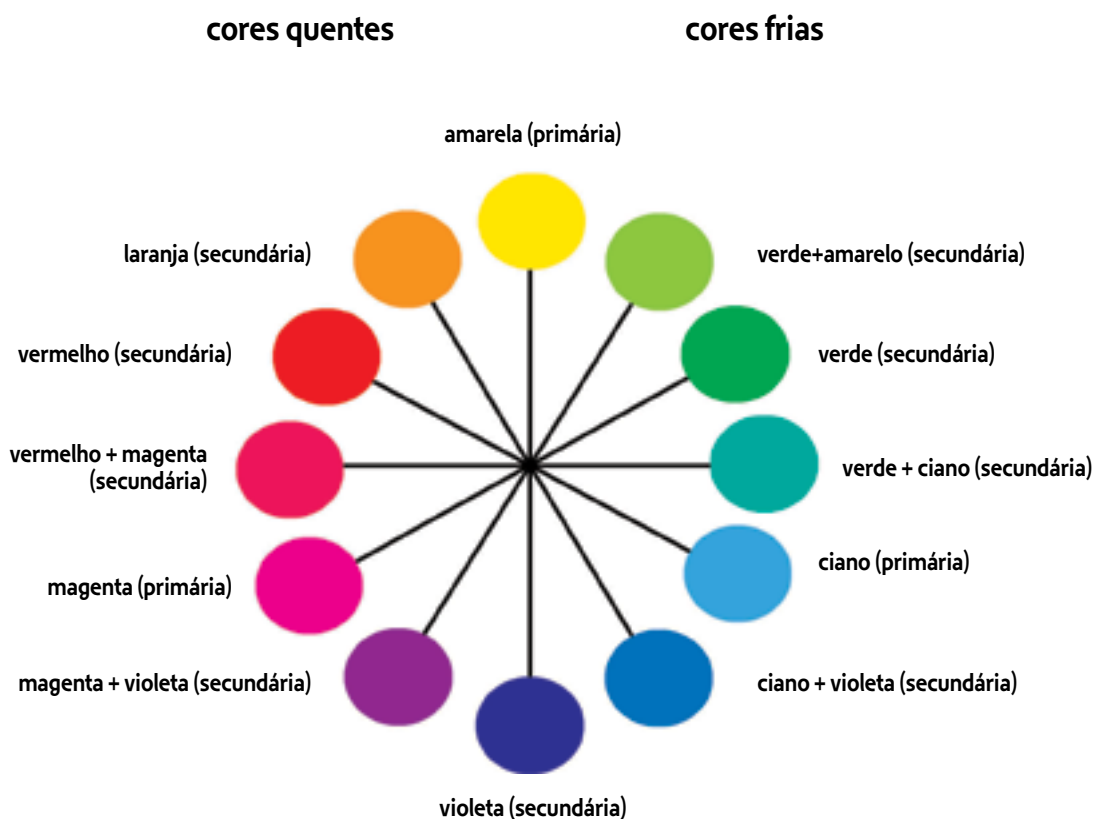 cores quentes
cores frias
amarela (primária)
laranja (secundária)
verde+amarelo (secundária)
vermelho (secundária)
verde (secundária)
vermelho + magenta
(secundária)
verde + ciano (secundária)
magenta (primária)
ciano (primária)
magenta + violeta (secundária)
ciano + violeta (secundária)
violeta (secundária)